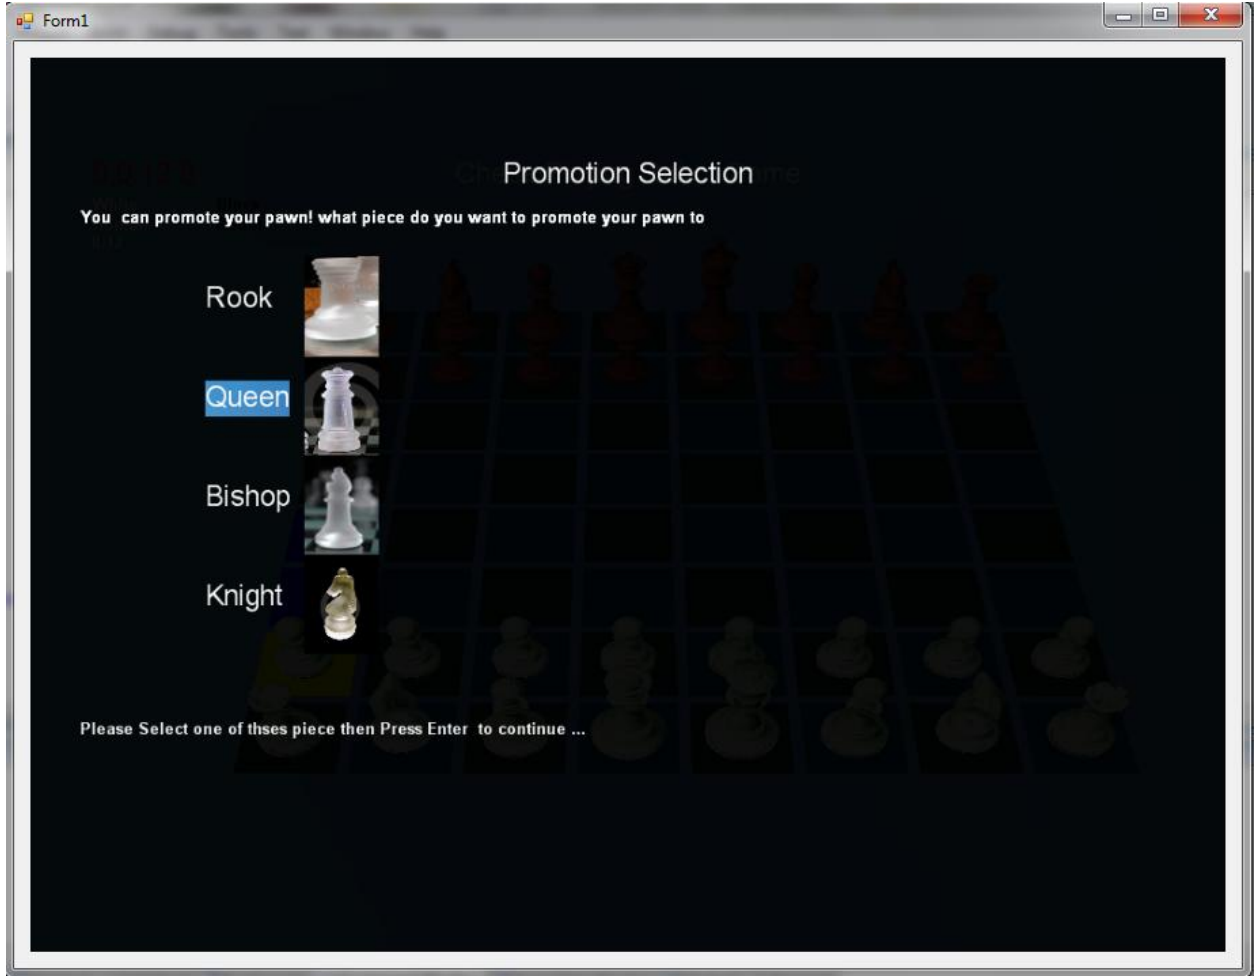 Form1
Promotion Selection
You can promote your pawn! what piece do you want to promote your pawn to
Rook
Queen
Bishop
Knight
Please Select one of thses piece then Press Enter to continue ...